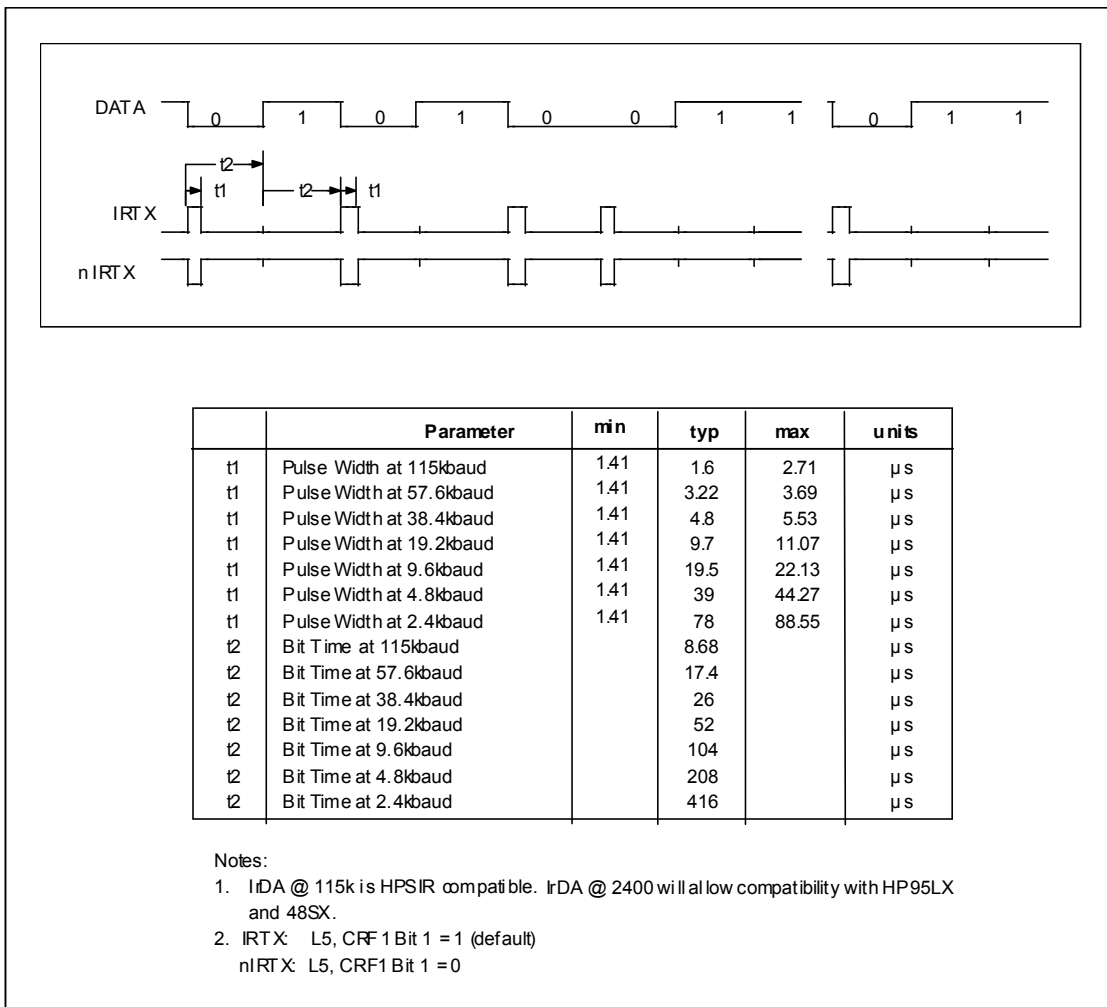 DATA 0 1 0 1 0 0 1 1 0 1 1
t2
t1 t2 t1
IRTX
nIRTX
Parameter min typ max units
t1 Pulse Width at 115kbaud 1.41 1.6 2.71 µs
t1 Pulse Width at 57.6kbaud 1.41 3.22 3.69 µs
t1 Pulse Width at 38.4kbaud 1.41 4.8 5.53 µs
t1 Pulse Width at 19.2kbaud 1.41 9.7 11.07 µs
t1 Pulse Width at 9.6kbaud 1.41 19.5 22.13 µs
t1 Pulse Width at 4.8kbaud 1.41 39 44.27 µs
t1 Pulse Width at 2.4kbaud 1.41 78 88.55 µs
t2 Bit Time at 115kbaud 8.68 µs
t2 Bit Time at 57.6kbaud 17.4 µs
t2 Bit Time at 38.4kbaud 26 µs
t2 Bit Time at 19.2kbaud 52 µs
t2 Bit Time at 9.6kbaud 104 µs
t2 Bit Time at 4.8kbaud 208 µs
t2 Bit Time at 2.4kbaud 416 µs
Notes:
1. IrDA @ 115k is HPSIR compatible. IrDA @ 2400 will allow compatibility with HP95LX
and 48SX.
2. IRTX: L5, CRF1 Bit 1 = 1 (default)
nIRTX: L5, CRF1 Bit 1 = 0